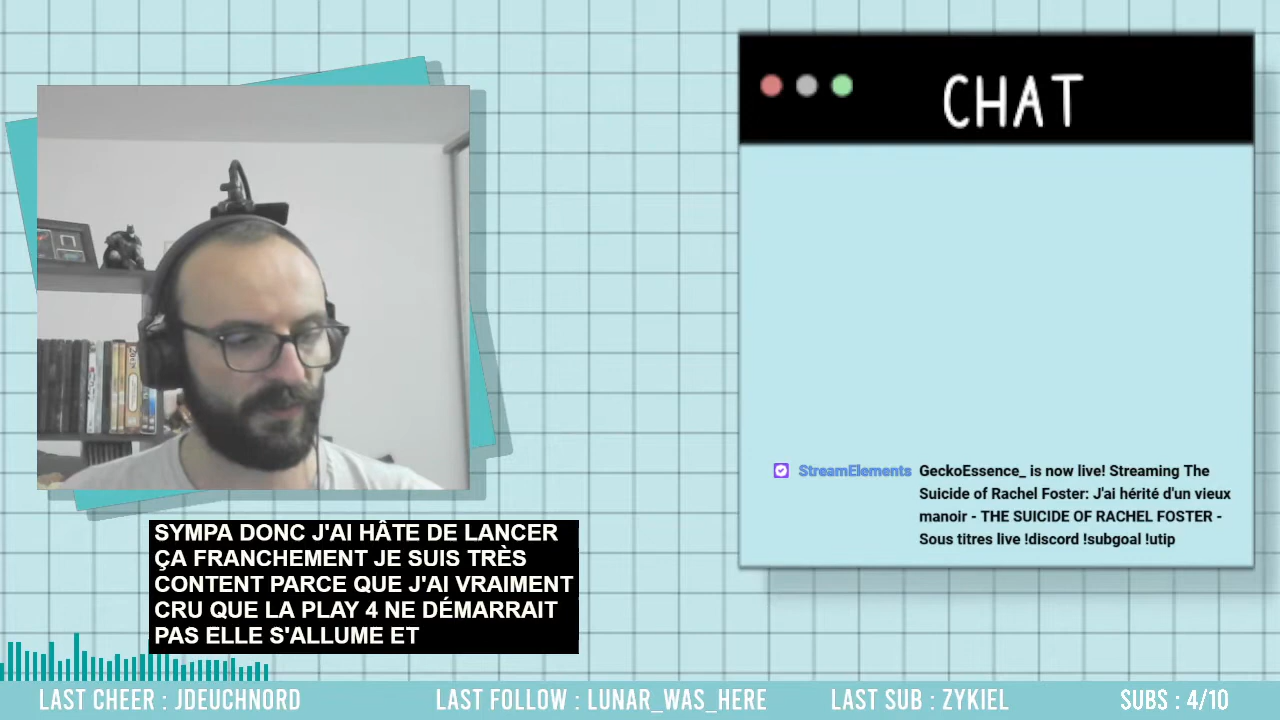 CHAT
StreamElements GeckoEssence_ is now live! Streaming The
Suicide of Rachel Foster: J'ai hérité d'un vieux
manoir - THE SUICIDE OF RACHEL FOSTER -
Sous titres live !discord !subgoal !utip
SYMPA DONC J'AI HÂTE DE LANCER
ÇA FRANCHEMENT JE SUIS TRÈS
CONTENT PARCE QUE J'AI VRAIMENT
CRU QUE LA PLAY 4 NE DÉMARRAIT
PAS ELLE S'ALLUME ET
LAST CHEER : JDEUCHNORD
LAST FOLLOW : LUNAR_WAS_HERE
LAST SUB : ZYKIEL
SUBS : 4/10